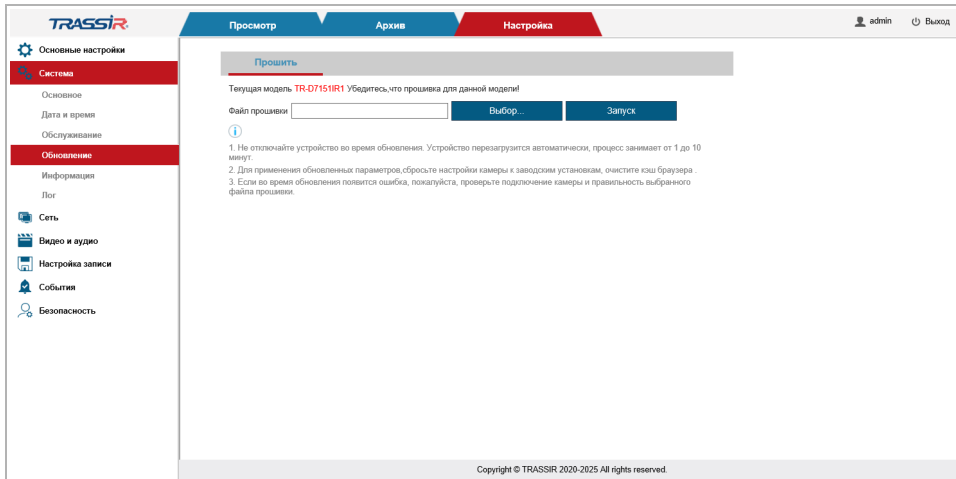 TRASSIR
Просмотр
Архив
Настройка
admin
Выход
Основные настройки
Система
Основное
Дата и время
Обслуживание
Обновление
Информация
Лог
Сеть
Видео и аудио
Настройка записи
События
Безопасность
Прошить
Текущая модель TR-D7151IR1 Убедитесь,что прошивка для данной модели!
Файл прошивки
Выбор...
Запуск
1. Не отключайте устройство во время обновления. Устройство перезагрузится автоматически, процесс занимает от 1 до 10
минут.
2. Для применения обновленных параметров,сбросьте настройки камеры к заводским установкам, очистите кэш браузера .
3. Если во время обновления появится ошибка, пожалуйста, проверьте подключение камеры и правильность выбранного
файла прошивки.
Copyright © TRASSIR 2020-2025 All rights reserved.